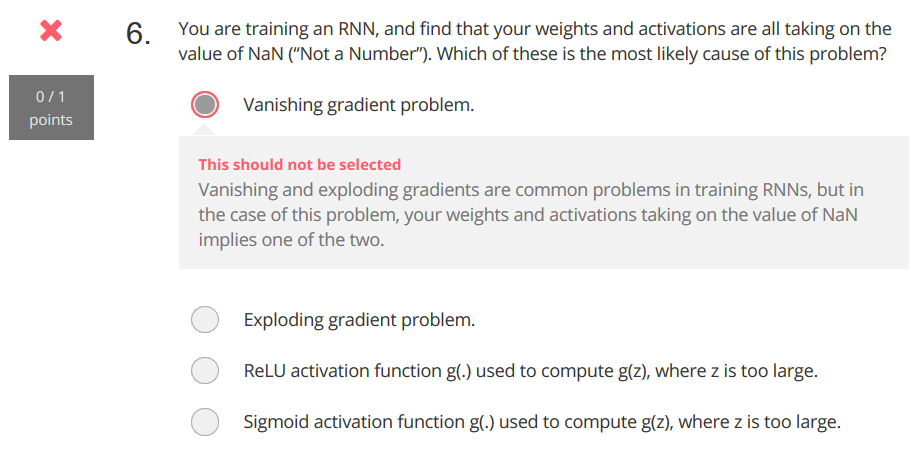 6. You are training an RNN, and find that your weights and activations are all taking on the
value of NaN (“Not a Number”). Which of these is the most likely cause of this problem?
0 / 1
points
Vanishing gradient problem.
This should not be selected
Vanishing and exploding gradients are common problems in training RNNs, but in
the case of this problem, your weights and activations taking on the value of NaN
implies one of the two.
Exploding gradient problem.
ReLU activation function g(.) used to compute g(z), where z is too large.
Sigmoid activation function g(.) used to compute g(z), where z is too large.